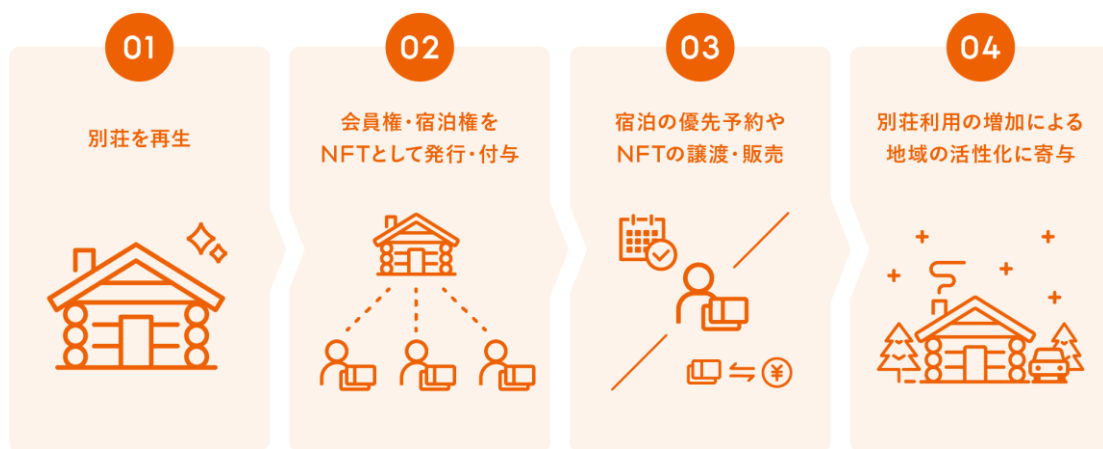 01
別荘を再生
02
会員権・宿泊権を
NFTとして発行・付与
03
宿泊の優先予約や
NFTの譲渡・販売
¥
04
別荘利用の増加による
地域の活性化に寄与